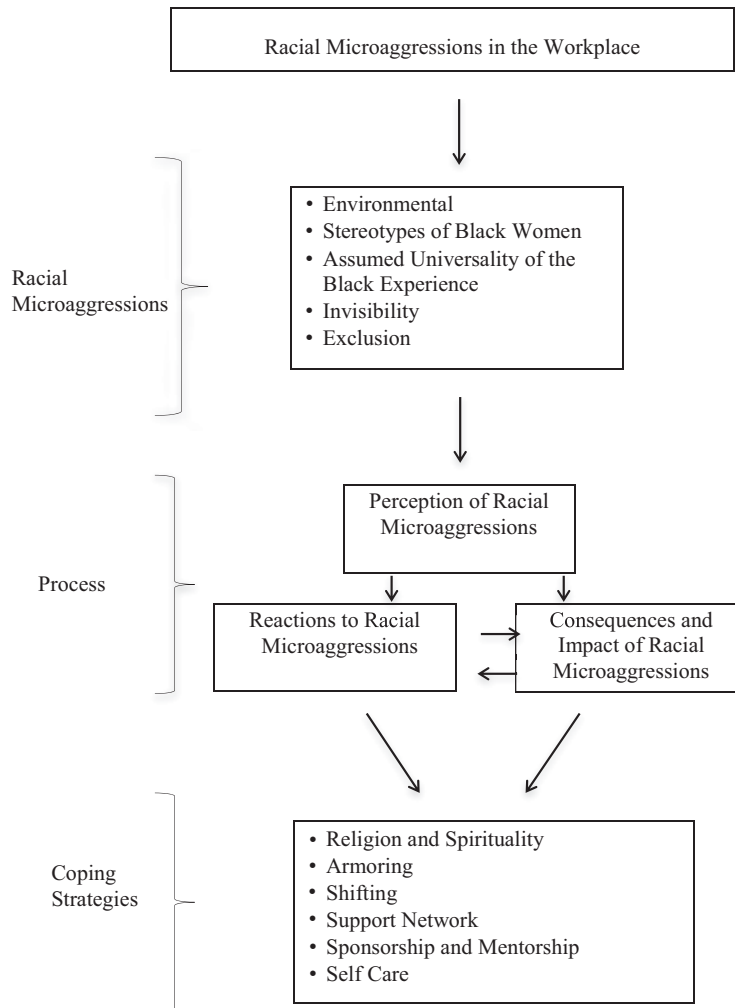 Racial Microaggressions in the Workplace
Racial
Microaggressions
• Environmental
• Stereotypes of Black Women
• Assumed Universality of the
Black Experience
• Invisibility
• Exclusion
Process
Perception of Racial
Microaggressions
Reactions to Racial
Microaggressions
Consequences and
Impact of Racial
Microaggressions
Coping
Strategies
• Religion and Spirituality
• Armoring
• Shifting
• Support Network
• Sponsorship and Mentorship
• Self Care